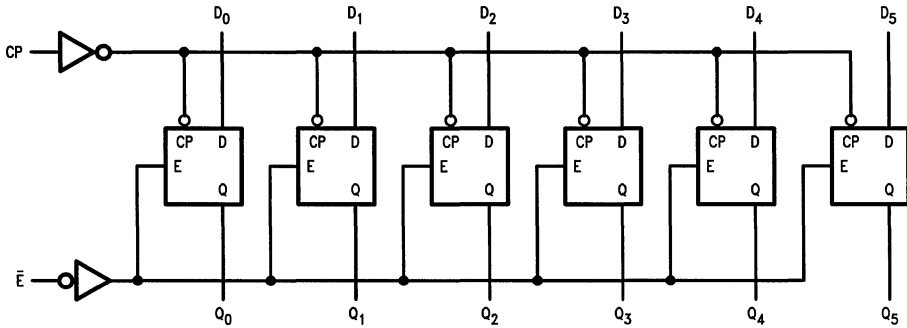 D₀ D₁ D₂ D₃ D₄ D₅
CP
CP D CP D CP D CP D CP D CP D
E E E E E E
Q Q Q Q Q Q
Ē
Q₀ Q₁ Q₂ Q₃ Q₄ Q₅